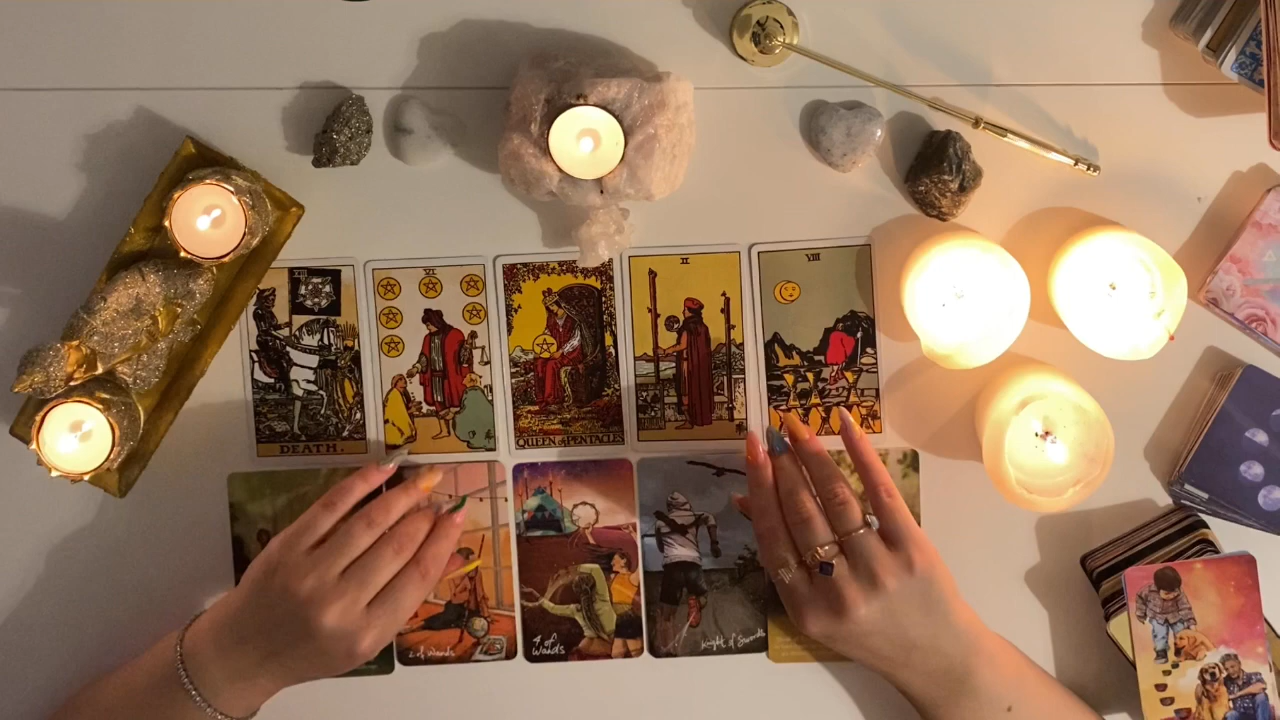 XIII
VI
II
VIII
DEATH.
QUEEN of PENTACLES
2 of Wands
4 of
Wands
Knight of Swords